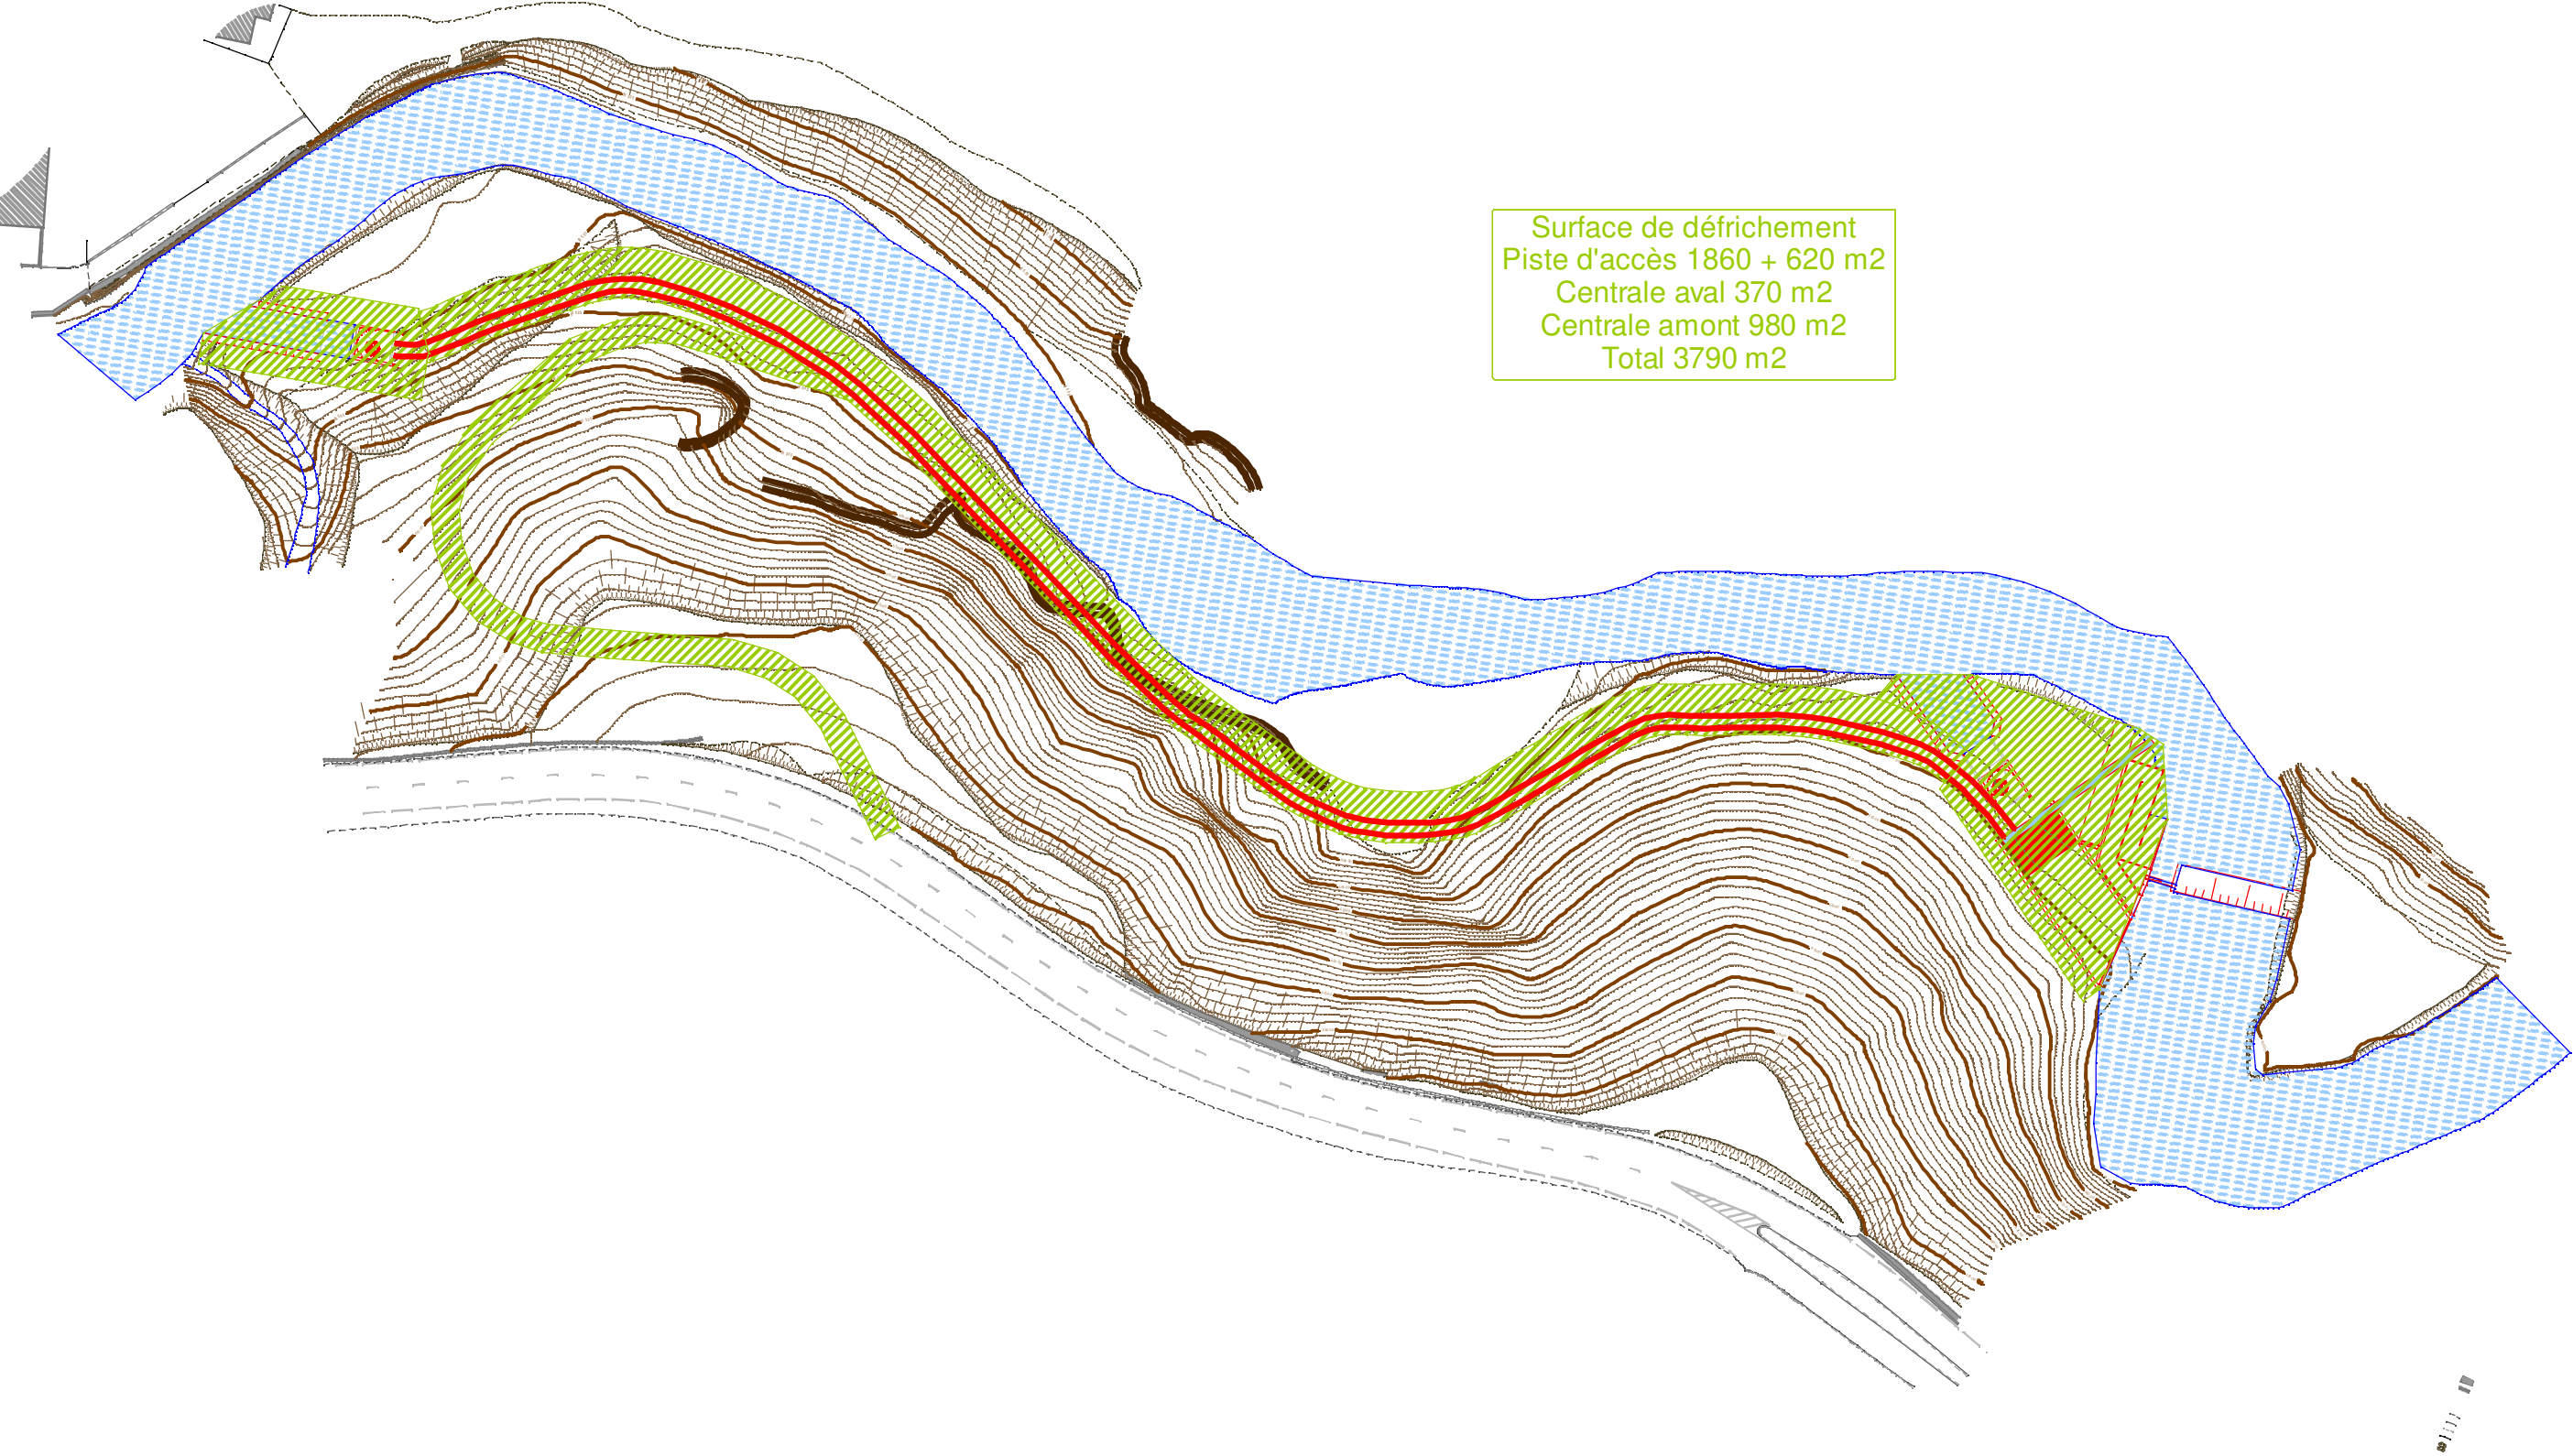 Surface de défrichement
Piste d'accès 1860 + 620 m2
Centrale aval 370 m2
Centrale amont 980 m2
Total 3790 m2